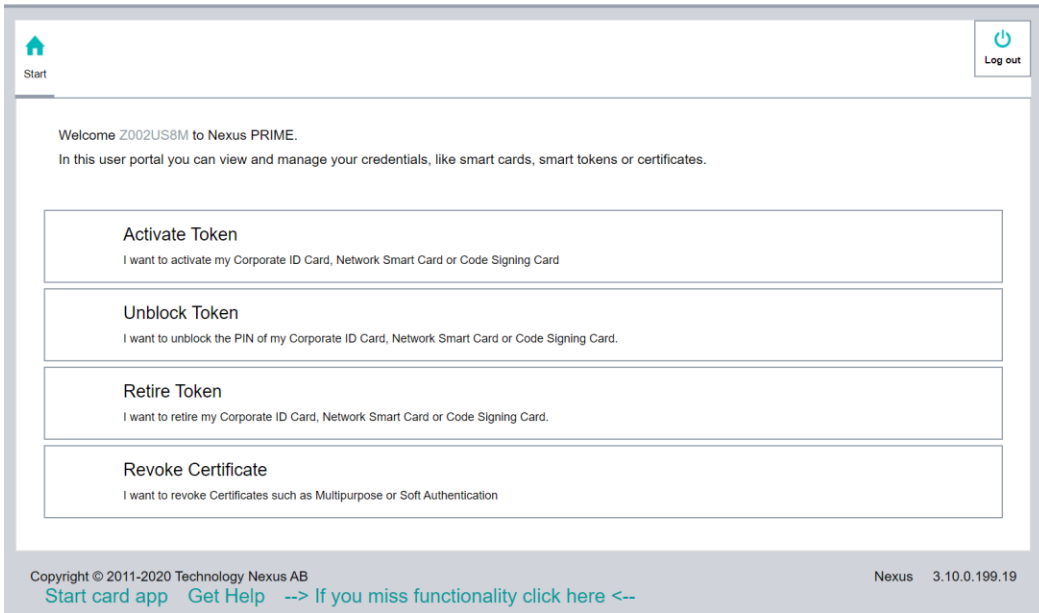 Start
Log out
Welcome Z002US8M to Nexus PRIME.
In this user portal you can view and manage your credentials, like smart cards, smart tokens or certificates.
Activate Token
I want to activate my Corporate ID Card, Network Smart Card or Code Signing Card
Unblock Token
I want to unblock the PIN of my Corporate ID Card, Network Smart Card or Code Signing Card.
Retire Token
I want to retire my Corporate ID Card, Network Smart Card or Code Signing Card.
Revoke Certificate
I want to revoke Certificates such as Multipurpose or Soft Authentication
Copyright © 2011-2020 Technology Nexus AB
Nexus 3.10.0.199.19
Start card app Get Help --> If you miss functionality click here <--